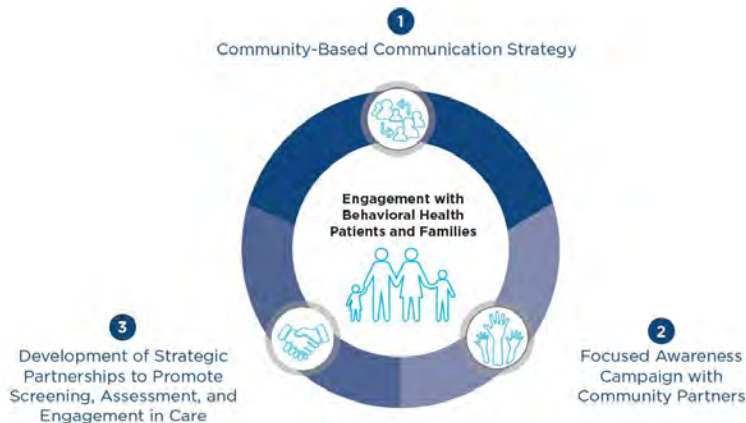 1
Community-Based Communication Strategy
Engagement with
Behavioral Health
Patients and Families
2
Focused Awareness
Campaign with
Community Partners
3
Development of Strategic
Partnerships to Promote
Screening, Assessment, and
Engagement in Care